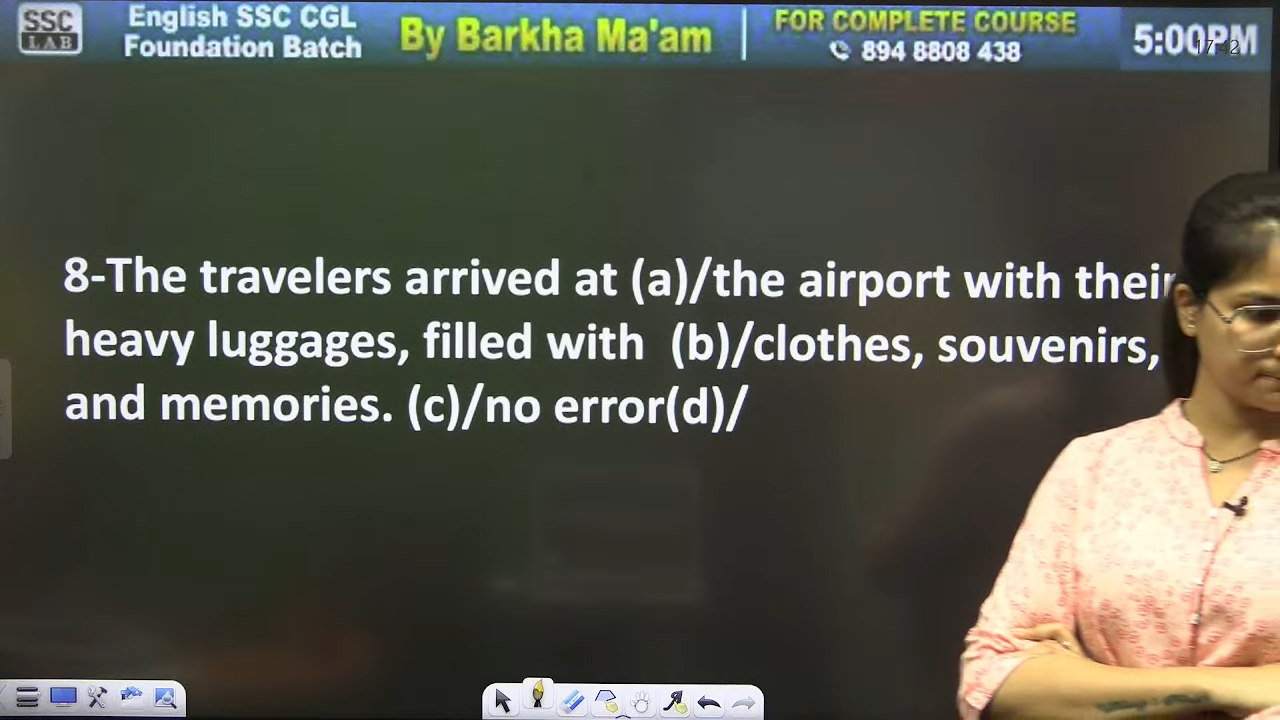 SSC
LAB
English SSC CGL
Foundation Batch
By Barkha Ma'am
FOR COMPLETE COURSE
894 8808 438
5:00PM
17:42
8-The travelers arrived at (a)/the airport with their
heavy luggages, filled with (b)/clothes, souvenirs,
and memories. (c)/no error(d)/